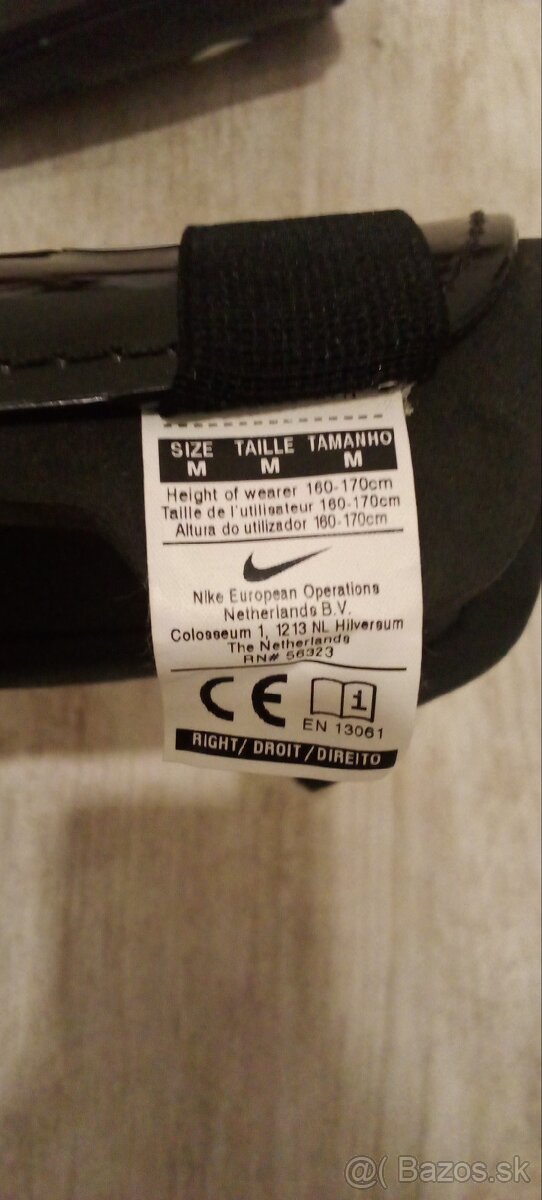 SIZE TAILLE TAMANHO
M M M
Height of wearer 160-170cm
Taille de l'utilisateur 160-170cm
Altura do utilizador 160-170cm
Nike European Operations
Netherlands B.V.
Colosseum 1, 1213 NL Hilversum
The Netherlands
RN# 56323
CE i
EN 13061
RIGHT/ DROIT/DIREITO
@( Bazos.sk